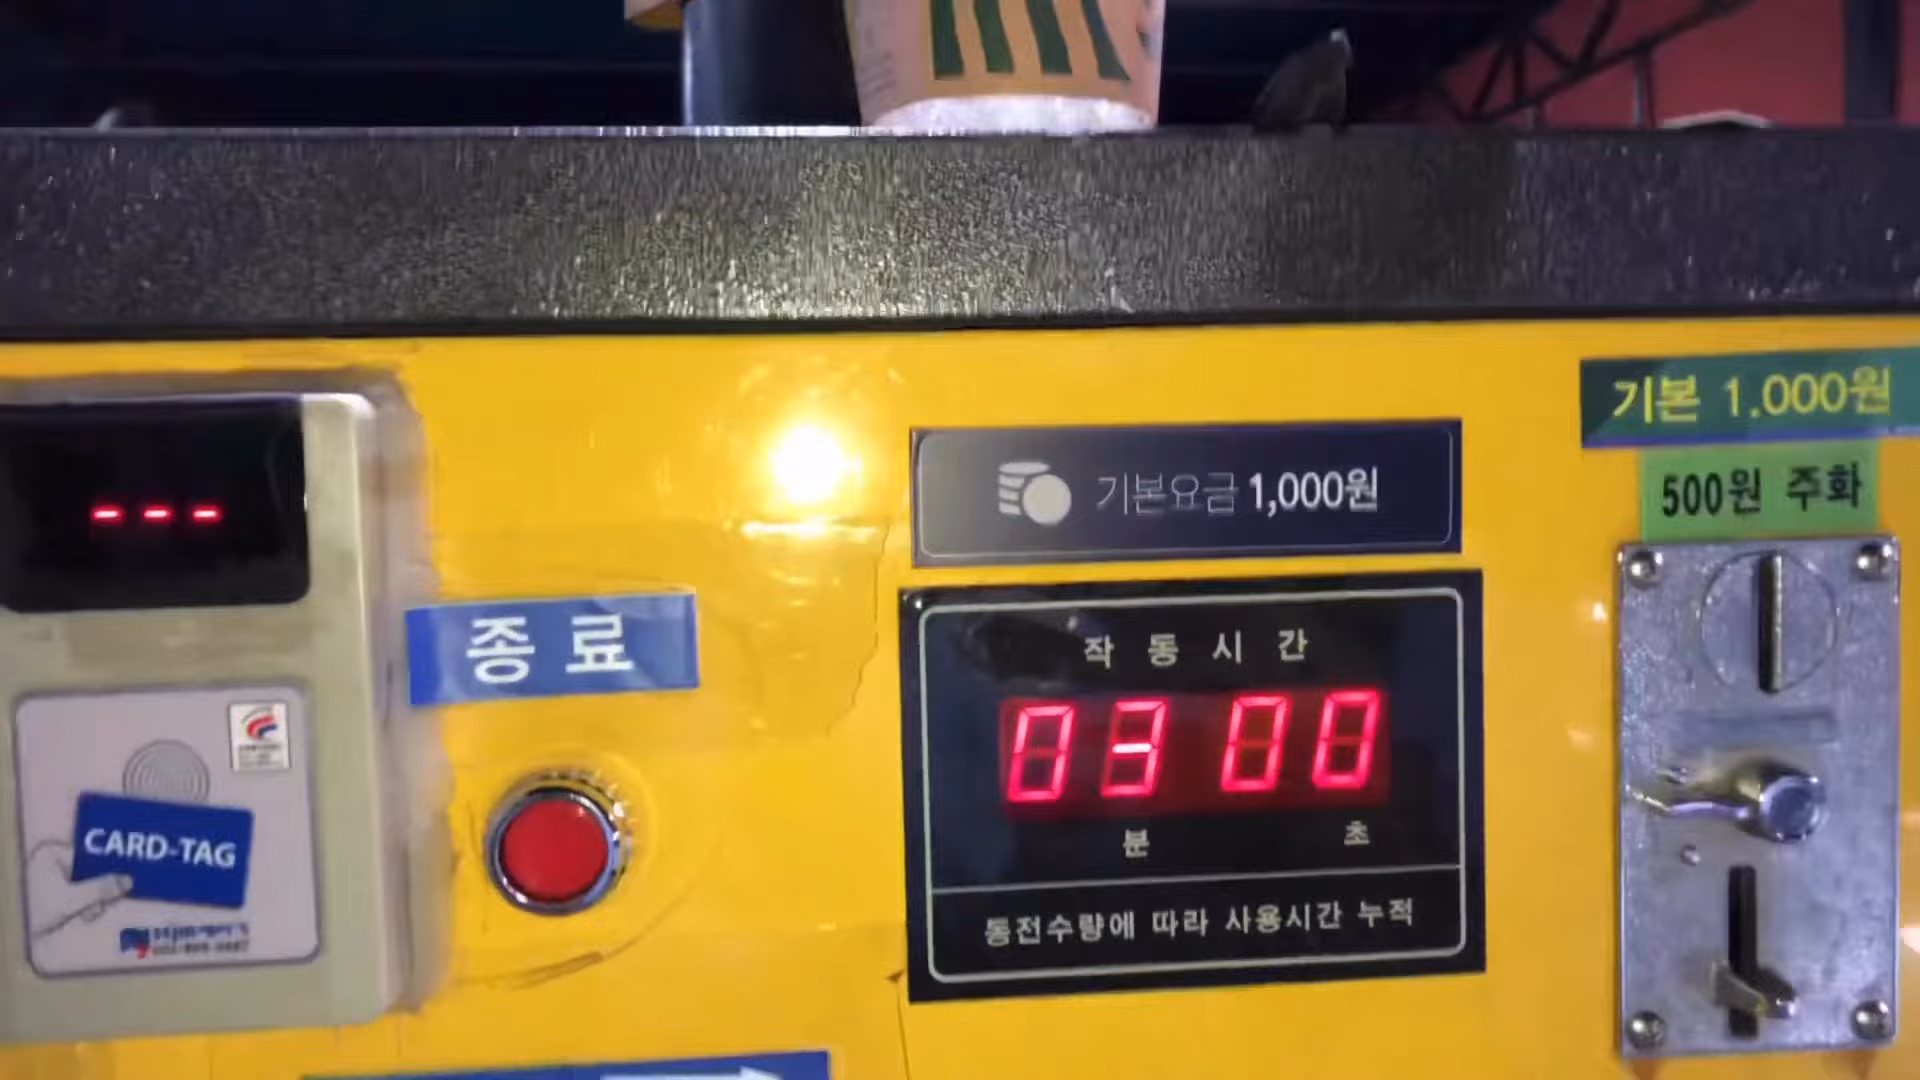 기본 1.000원
500원 주화
기본요금 1,000원
---
종료
작동시간
03 00
분 초
동전수량에 따라 사용시간 누적
CARD-TAG